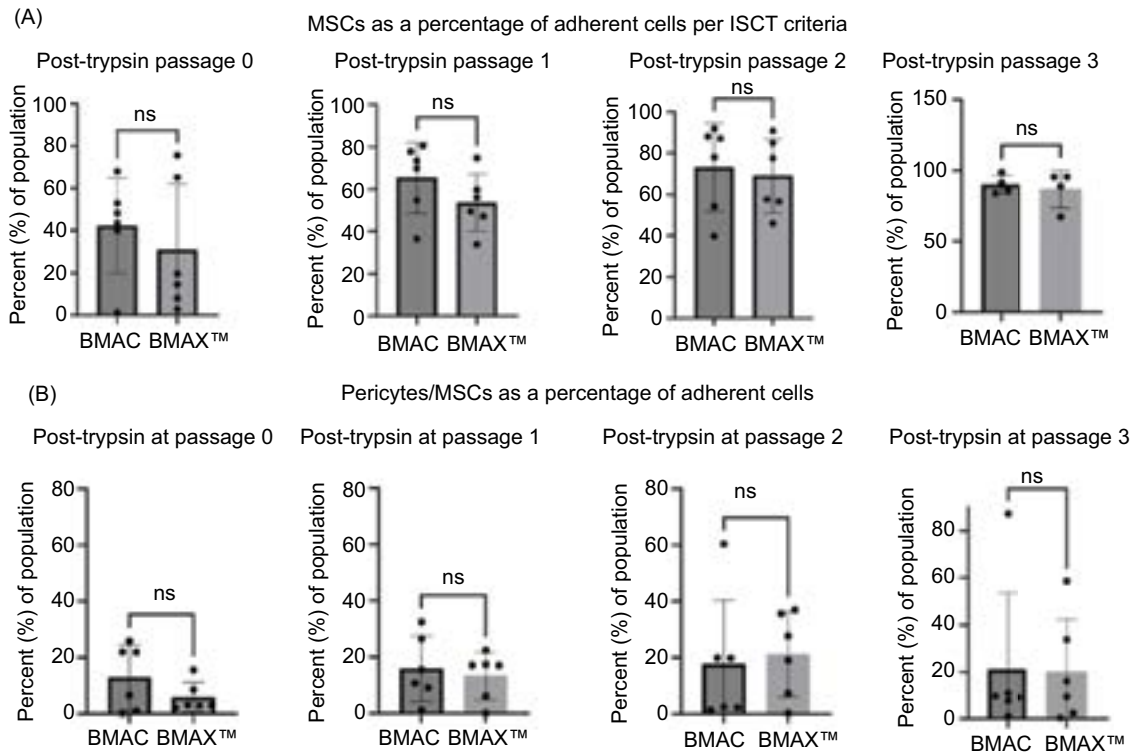 (A)
MSCs as a percentage of adherent cells per ISCT criteria
Post-trypsin passage 0
Post-trypsin passage 1
Post-trypsin passage 2
Post-trypsin passage 3
Percent (%) of population
100
80
60
40
20
0
ns
BMAC BMAX™
Percent (%) of population
100
80
60
40
20
0
ns
BMAC BMAX™
Percent (%) of population
100
80
60
40
20
0
ns
BMAC BMAX™
Percent (%) of population
150
100
50
0
ns
BMAC BMAX™
(B)
Pericytes/MSCs as a percentage of adherent cells
Post-trypsin at passage 0
Post-trypsin at passage 1
Post-trypsin at passage 2
Post-trypsin at passage 3
Percent (%) of population
80
60
40
20
0
ns
BMAC BMAX™
Percent (%) of population
80
60
40
20
0
ns
BMAC BMAX™
Percent (%) of population
80
60
40
20
0
ns
BMAC BMAX™
Percent (%) of population
80
60
40
20
0
ns
BMAC BMAX™